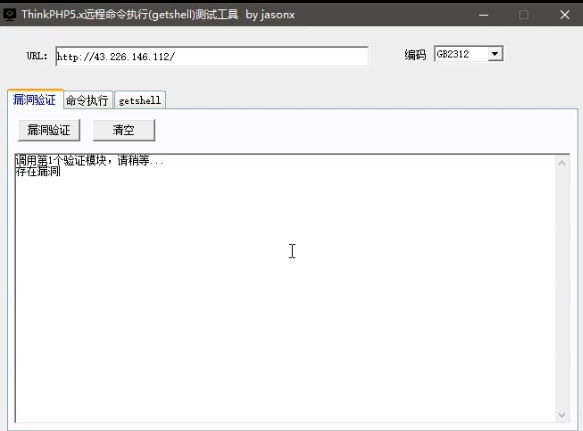 ThinkPHP5.x远程命令执行(getshell)测试工具 by jasonx
URL: http://43.226.146.112/ 编码 GB2312
漏洞验证 命令执行 getshell
漏洞验证 清空
调用第1个验证模块，请稍等...
存在漏洞